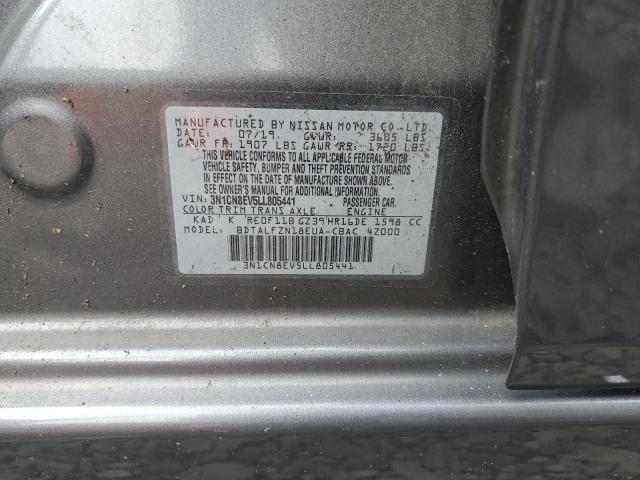 MANUFACTURED BY NISSAN MOTOR CO.,LTD.
DATE: 07/19. GVWR: 3605 LBS
GAWR FR: 1907 LBS GAWR RR: 1720 LBS
THIS VEHICLE CONFORMS TO ALL APPLICABLE FEDERAL MOTOR
VEHICLE SAFETY, BUMPER AND THEFT PREVENTION STANDARDS
IN EFFECT ON THE DATE OF MANUFACTURE SHOWN ABOVE.
SEE OWNER'S MANUAL FOR ADDITIONAL INFORMATION.
VIN: 3N1CN8EV5LL805441 PASSENGER CAR.
COLOR TRIM TRANS AXLE ENGINE
KAD K RE0F11B GZ39 HR16DE 1598 CC
MODEL: BDTALFZN18EUA-CBAC 4Z000
3N1CN8EV5LL805441